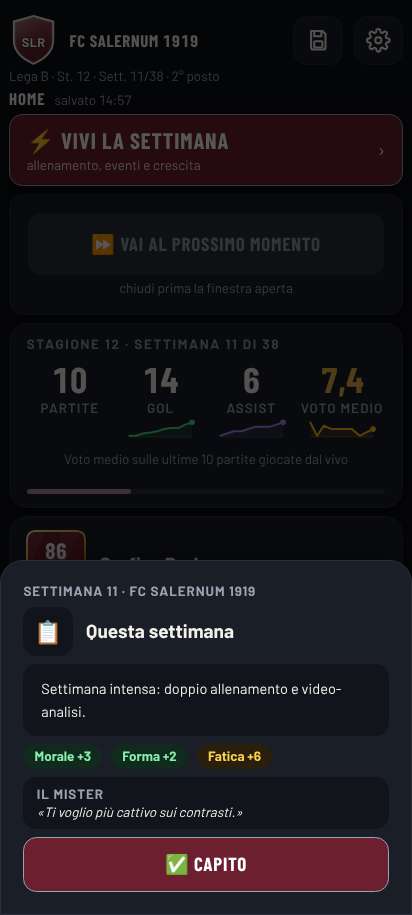 SLR
FC SALERNUM 1919
Lega B · St. 12 · Sett. 11/38 · 2° posto
HOME salvato 14:57
⚡ VIVI LA SETTIMANA
allenamento, eventi e crescita
⏩ VAI AL PROSSIMO MOMENTO
chiudi prima la finestra aperta
STAGIONE 12 · SETTIMANA 11 DI 38
10 14 6 7,4
PARTITE GOL ASSIST VOTO MEDIO
Voto medio sulle ultime 10 partite giocate dal vivo
86
SETTIMANA 11 · FC SALERNUM 1919
📋 Questa settimana
Settimana intensa: doppio allenamento e video-
analisi.
Morale +3 Forma +2 Fatica +6
IL MISTER
«Ti voglio più cattivo sui contrasti.»
✅ CAPITO